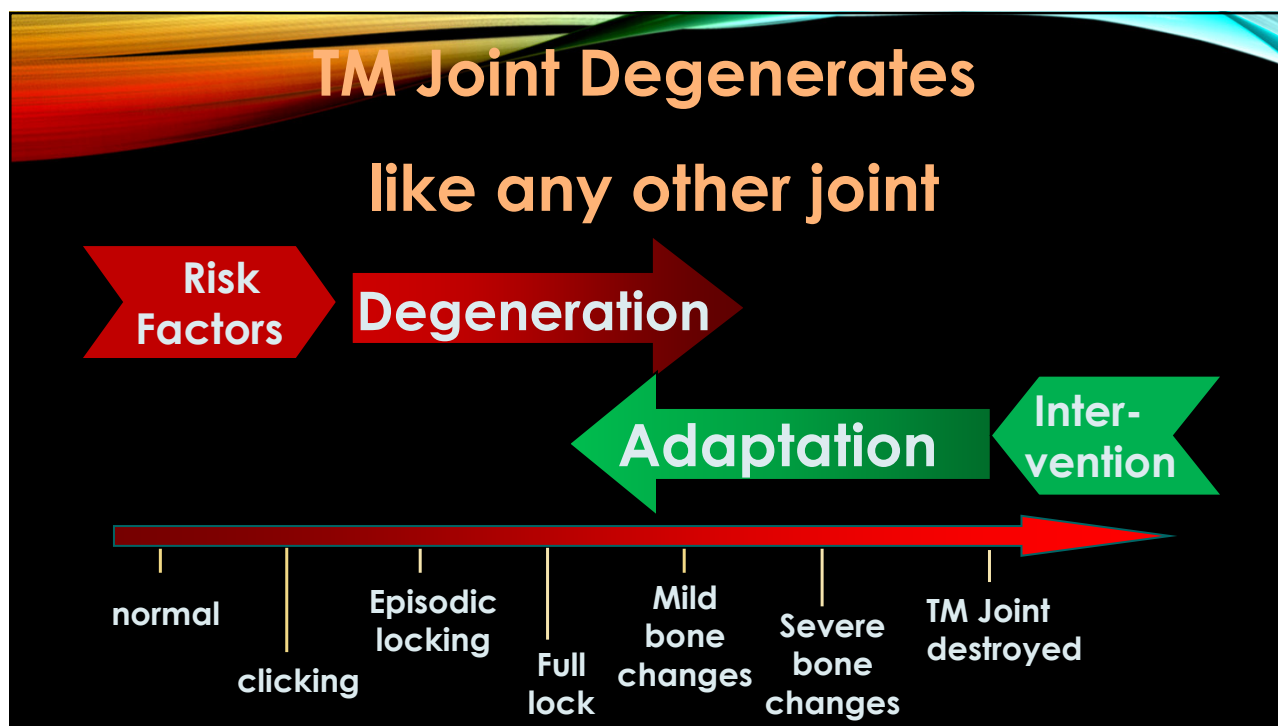 TM Joint Degenerates
like any other joint
Risk
Factors
Degeneration
Adaptation
Inter-
vention
normal
clicking
Episodic
locking
Full
lock
Mild
bone
changes
Severe
bone
changes
TM Joint
destroyed